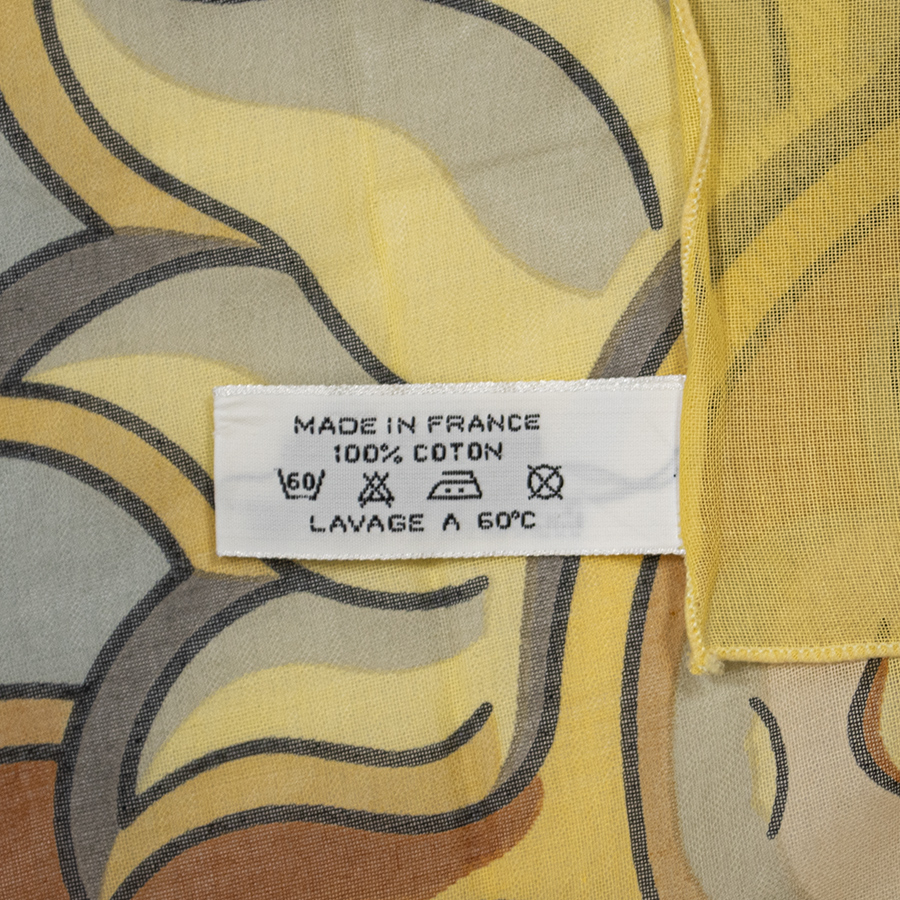 MADE IN FRANCE
100% COTON
60
LAVAGE A 60°C